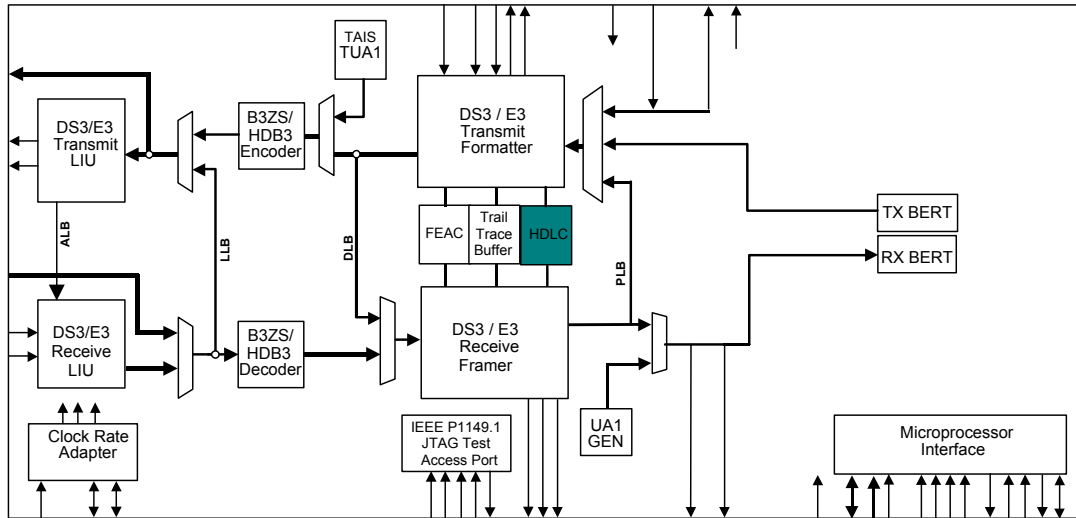 TAIS
TUA1
DS3/E3
Transmit
LIU
B3ZS/
HDB3
Encoder
DS3 / E3
Transmit
Formatter
ALB
LLB
DLB
FEAC
Trail
Trace
Buffer
HDLC
PLB
TX BERT
RX BERT
DS3/E3
Receive
LIU
B3ZS/
HDB3
Decoder
DS3 / E3
Receive
Framer
Clock Rate
Adapter
IEEE P1149.1
JTAG Test
Access Port
UA1
GEN
Microprocessor
Interface